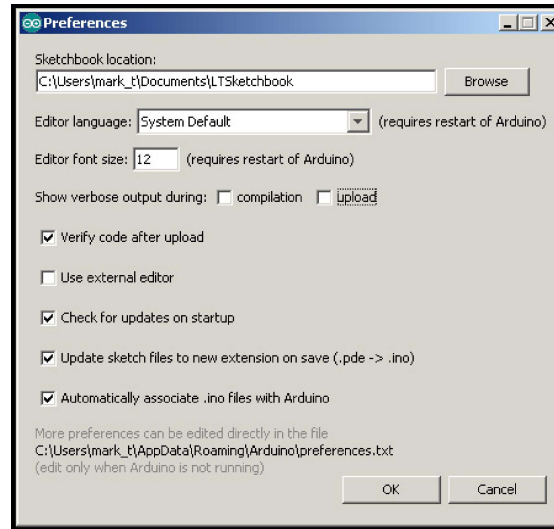 Preferences
Sketchbook location:
C:\Users\mark_t\Documents\LTSketchbook
Browse
Editor language: System Default (requires restart of Arduino)
Editor font size: 12 (requires restart of Arduino)
Show verbose output during: compilation upload
Verify code after upload
Use external editor
Check for updates on startup
Update sketch files to new extension on save (.pde -> .ino)
Automatically associate .ino files with Arduino
More preferences can be edited directly in the file
C:\Users\mark_t\AppData\Roaming\Arduino\preferences.txt
(edit only when Arduino is not running)
OK Cancel